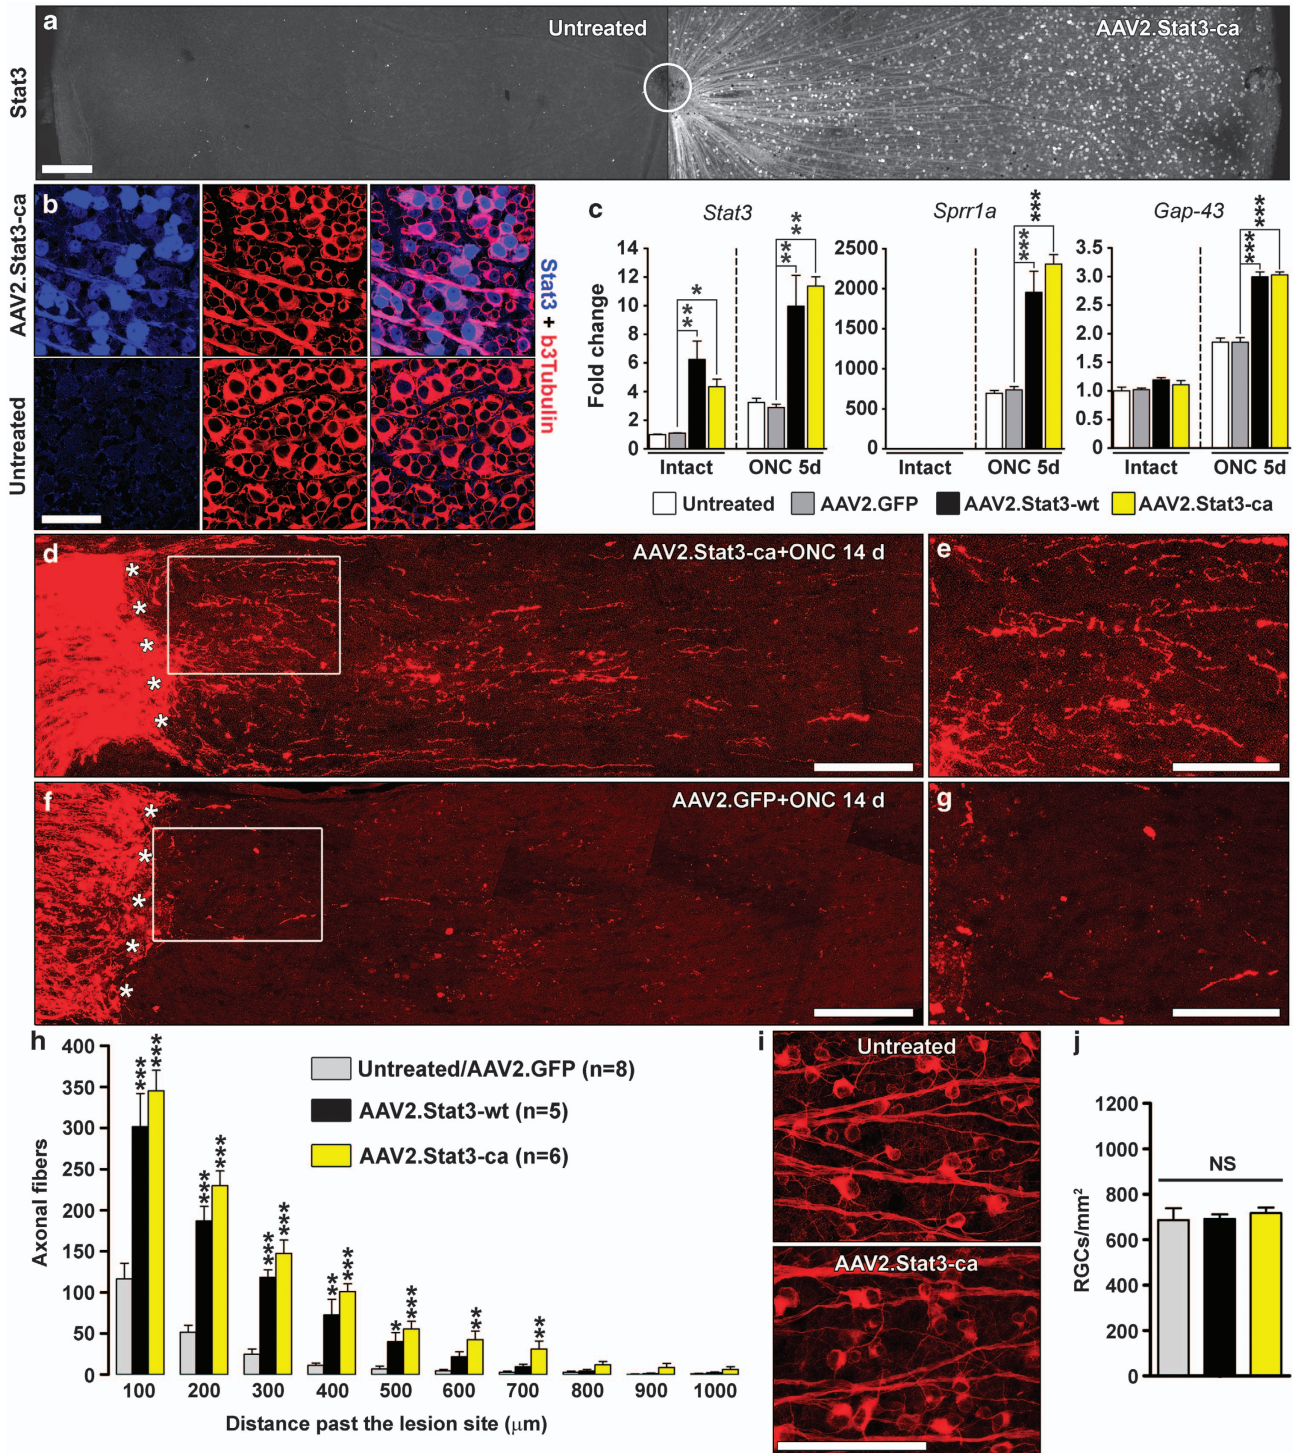 a
Untreated
AAV2.Stat3-ca
Stat3
b
AAV2.Stat3-ca
Untreated
Stat3 + b3Tubulin
c
Stat3
Sprr1a
Gap-43
Fold change
14
12
10
8
6
4
2
0
** *
** **
Intact
ONC 5d
2500
2000
1500
1000
500
0
*** ***
Intact
ONC 5d
3.5
3.0
2.5
2.0
1.5
1.0
0.5
0
*** ***
Intact
ONC 5d
Untreated
AAV2.GFP
AAV2.Stat3-wt
AAV2.Stat3-ca
d
AAV2.Stat3-ca+ONC 14 d
* * * * *
e
f
AAV2.GFP+ONC 14 d
* * * * *
g
h
Axonal fibers
400
350
300
250
200
150
100
50
0
*** *** *** *** *** *** ** *** * *** ** **
Untreated/AAV2.GFP (n=8)
AAV2.Stat3-wt (n=5)
AAV2.Stat3-ca (n=6)
100 200 300 400 500 600 700 800 900 1000
Distance past the lesion site (μm)
i
Untreated
AAV2.Stat3-ca
j
RGCs/mm²
1200
1000
800
600
400
200
0
NS